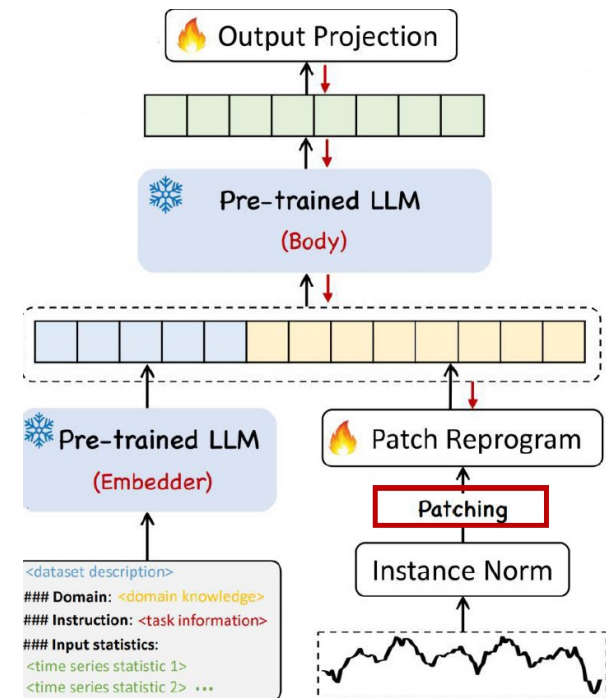 Output Projection
Pre-trained LLM
(Body)
Pre-trained LLM
(Embedder)
Patch Reprogram
Patching
Instance Norm
<dataset description>
### Domain: <domain knowledge>
### Instruction: <task information>
### Input statistics:
<time series statistic 1>
<time series statistic 2> •••